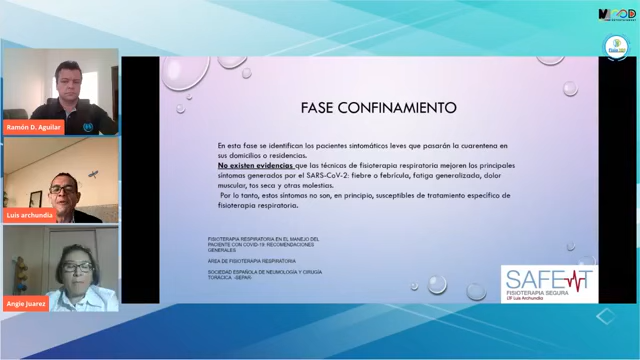 Ramón D. Aguilar
Luis archundia
Angie Juarez
FASE CONFINAMIENTO
En esta fase se identifican los pacientes sintomáticos leves que pasarán la cuarentena en
sus domicilios o residencias.
No existen evidencias que las técnicas de fisioterapia respiratoria mejoren los principales
síntomas generados por el SARS-CoV-2: fiebre o febrícula, fatiga generalizada, dolor
muscular, tos seca y otras molestias.
Por lo tanto, estos síntomas no son, en principio, susceptibles de tratamiento específico de
fisioterapia respiratoria.
FISIOTERAPIA RESPIRATORIA EN EL MANEJO DEL
PACIENTE CON COVID-19: RECOMENDACIONES
GENERALES
ÁREA DE FISIOTERAPIA RESPIRATORIA
SOCIEDAD ESPAÑOLA DE NEUMOLOGÍA Y CIRUGÍA
TORÁCICA -SEPAR-
FISIOTERAPIA SEGURA